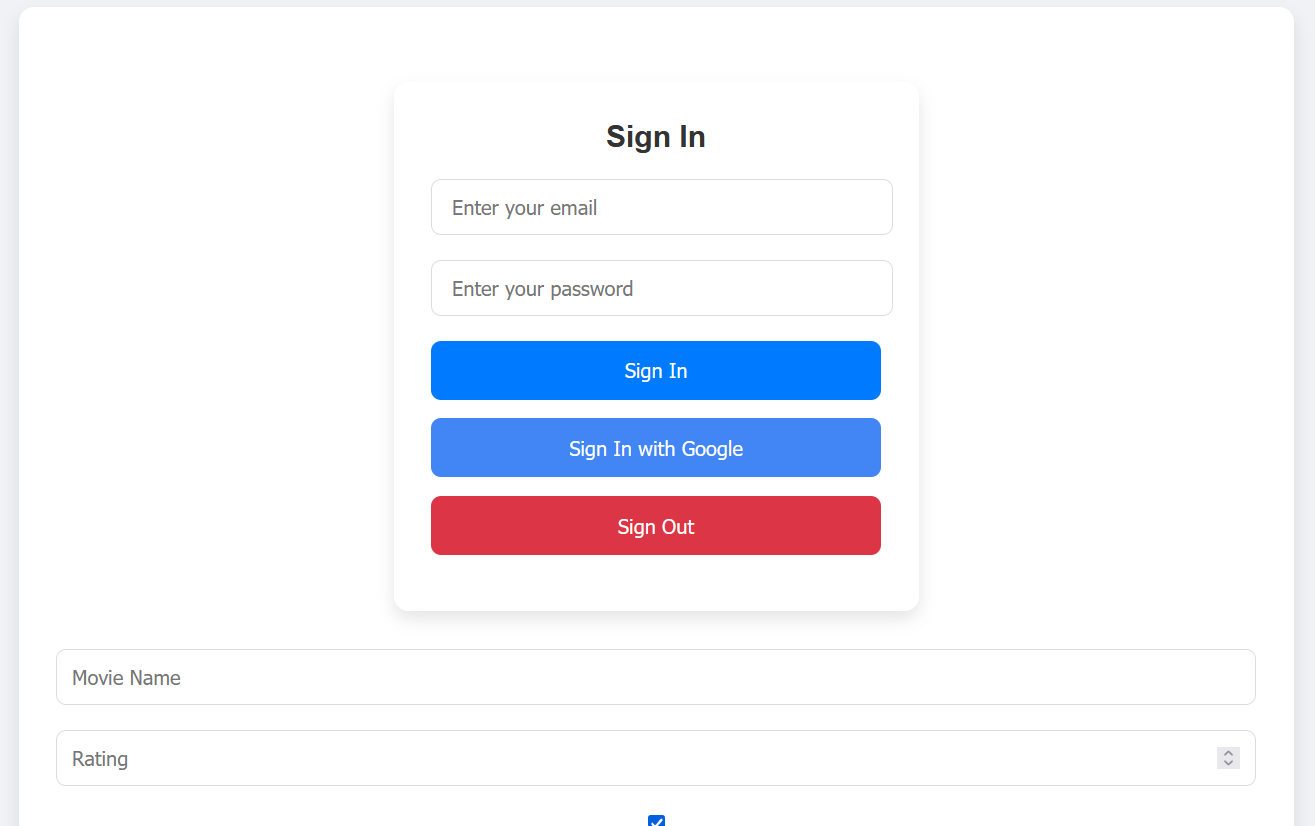 Sign In
Enter your email
Enter your password
Sign In
Sign In with Google
Sign Out
Movie Name
Rating